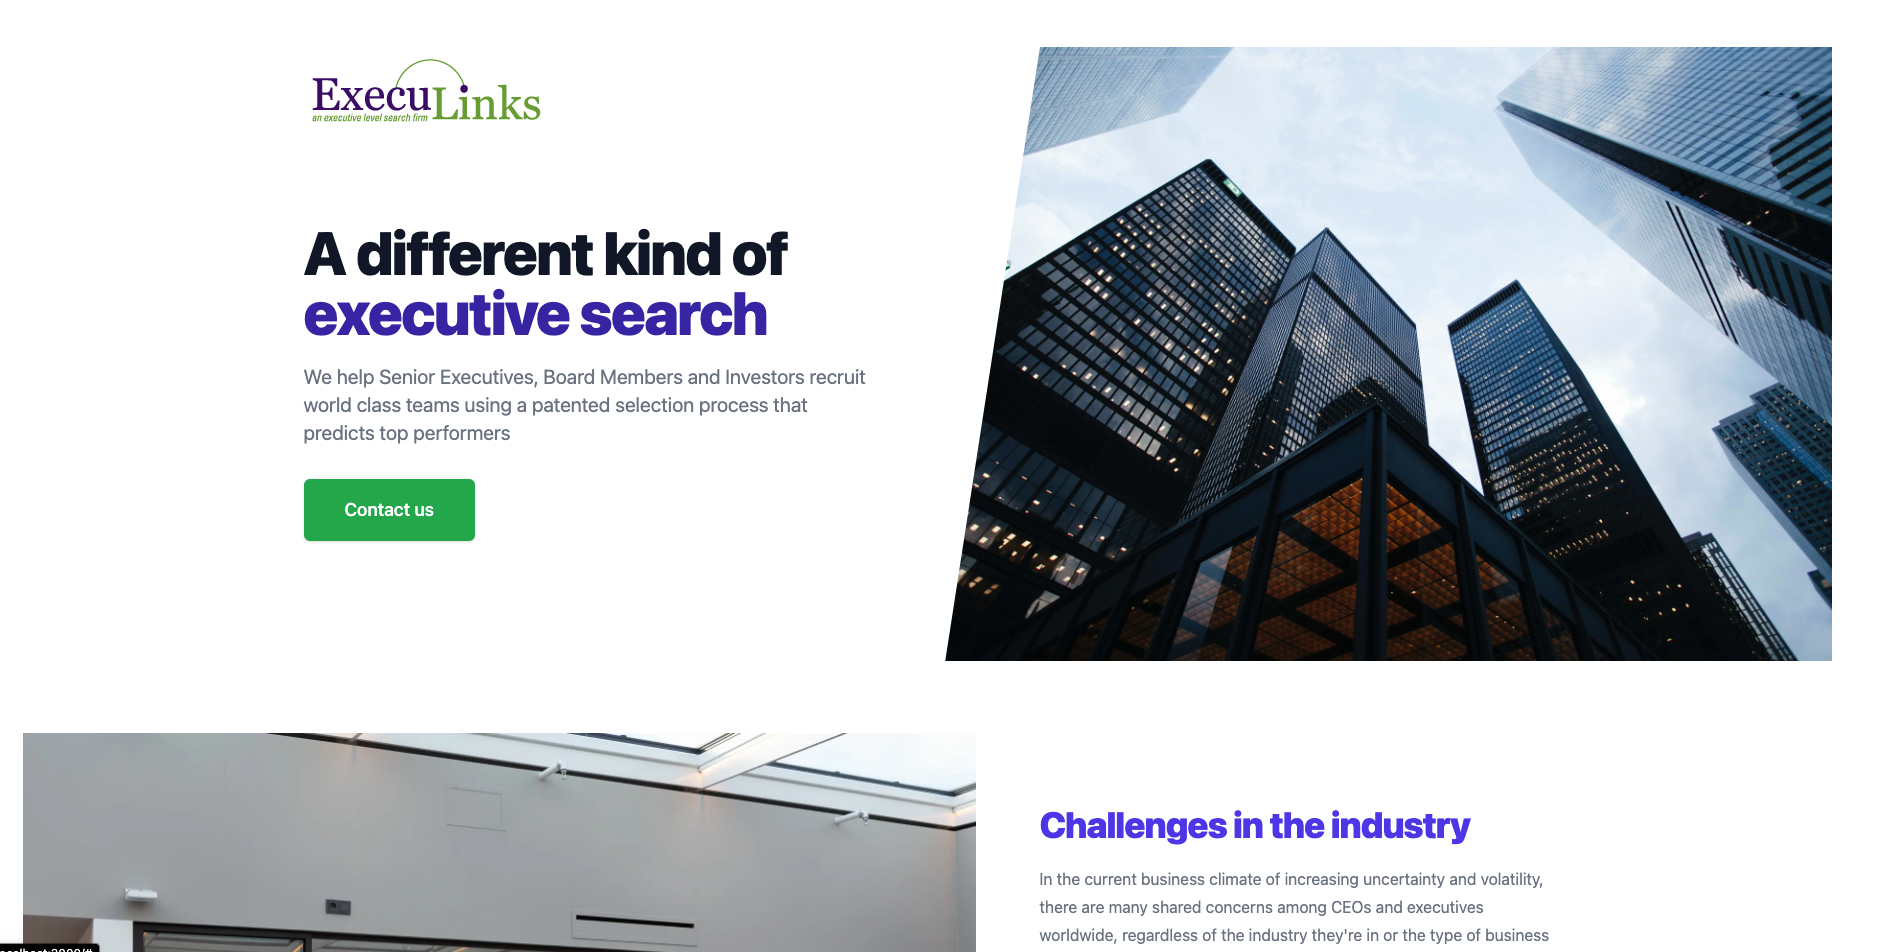 ExecuLinks
an executive level search firm
A different kind of
executive search
We help Senior Executives, Board Members and Investors recruit
world class teams using a patented selection process that
predicts top performers
Contact us
Challenges in the industry
In the current business climate of increasing uncertainty and volatility,
there are many shared concerns among CEOs and executives
worldwide, regardless of the industry they're in or the type of business